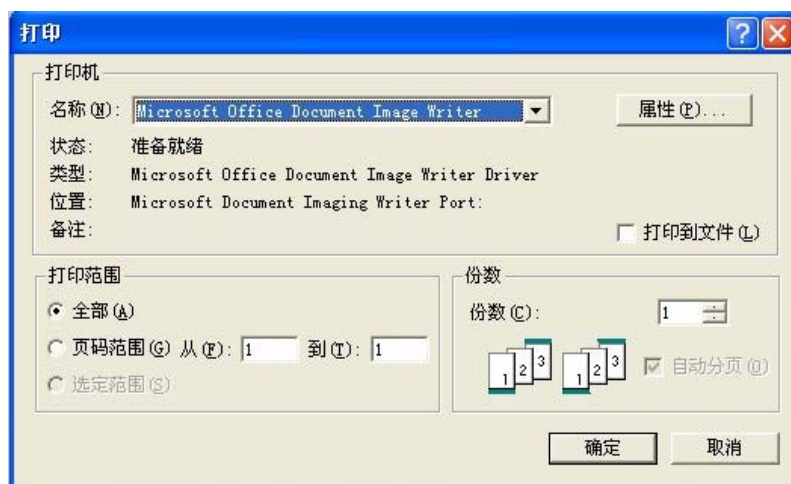 打印
打印机
名称(N): Microsoft Office Document Image Writer 属性(P)...
状态: 准备就绪
类型: Microsoft Office Document Image Writer Driver
位置: Microsoft Document Imaging Writer Port:
备注: 打印到文件(L)
打印范围 份数
全部(A) 份数(C): 1
页码范围(G) 从(F): 1 到(T): 1
1 2 3 1 2 3 自动分页(O)
选定范围(S)
确定 取消